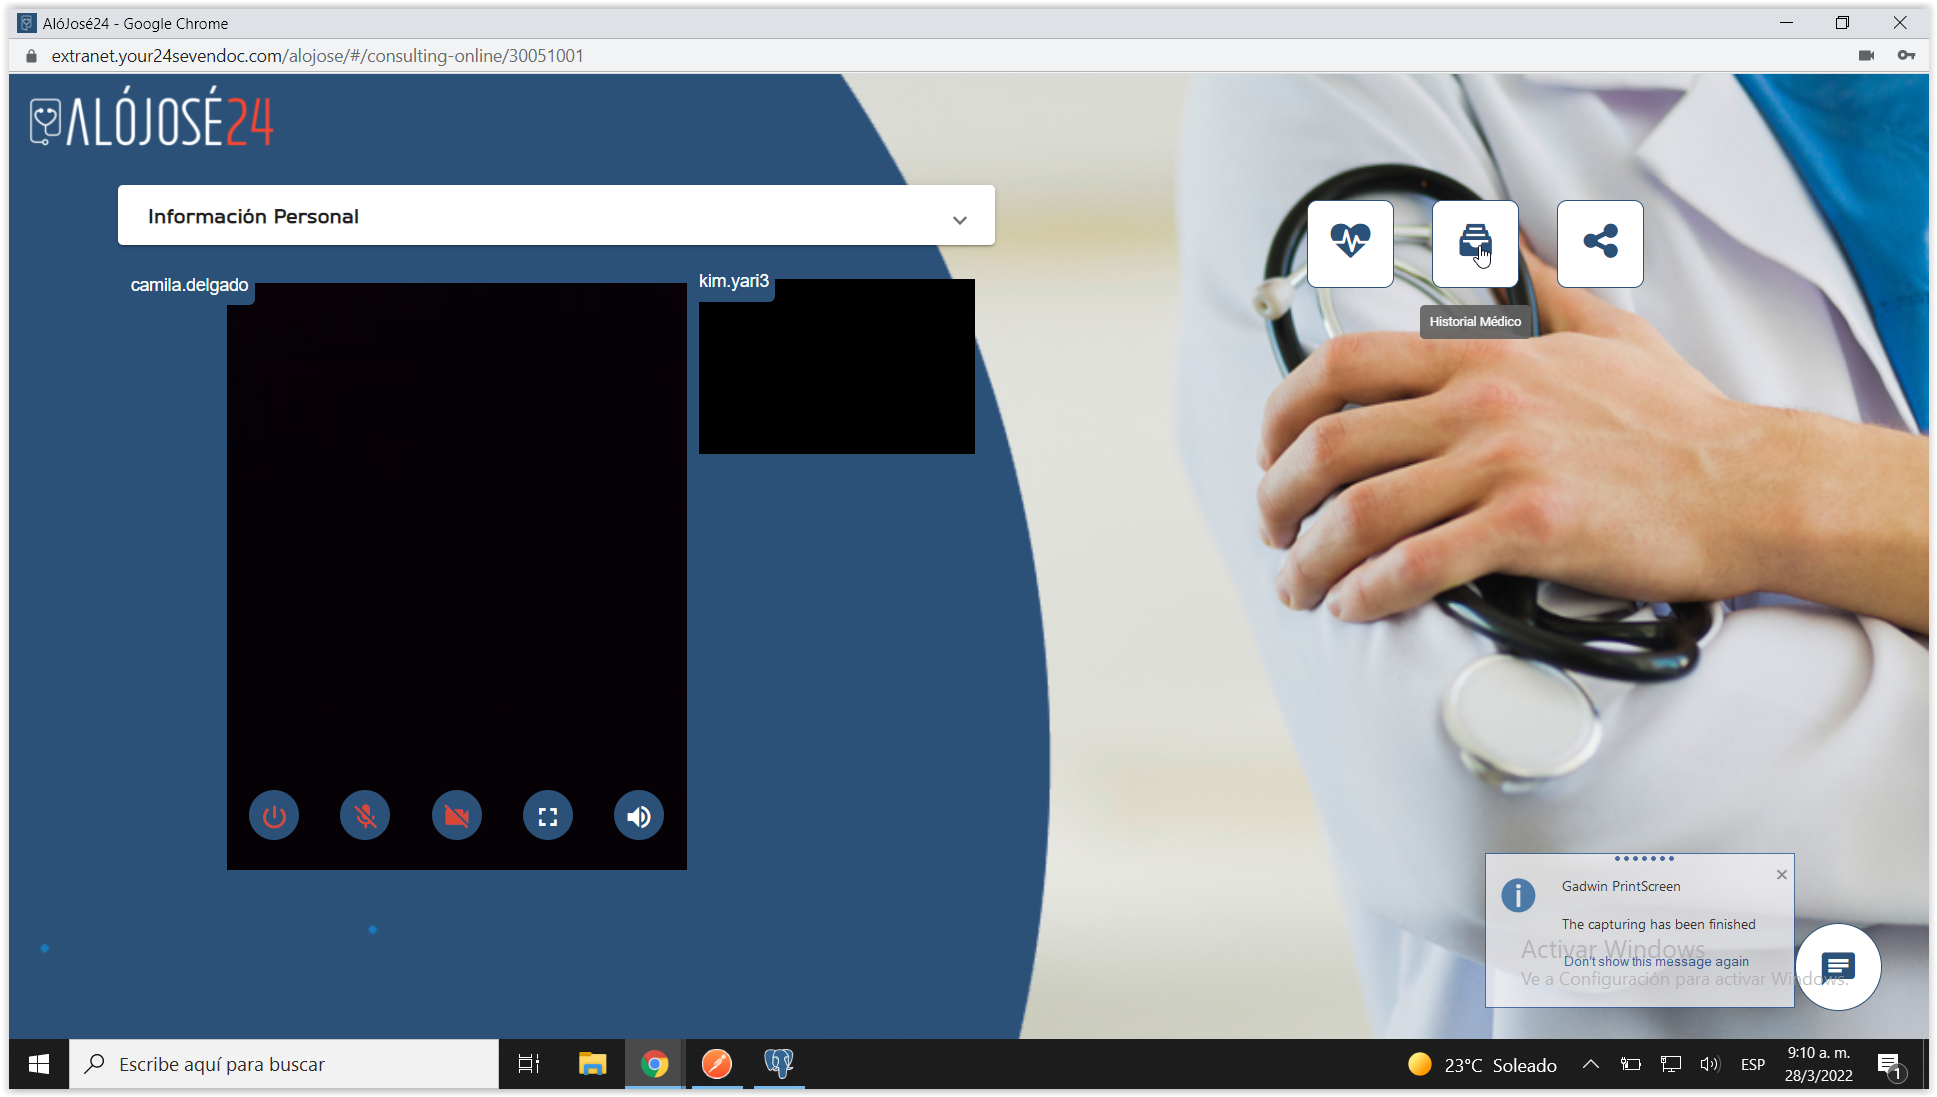 AlóJosé24 - Google Chrome
extranet.your24sevendoc.com/alojose/#/consulting-online/30051001
ALÓJOSÉ24
Información Personal
camila.delgado
kim.yari3
Historial Médico
Gadwin PrintScreen
The capturing has been finished
Activar Windows
Don't show this message again
Ve a Configuración para activar Windows.
Escribe aquí para buscar
23°C Soleado
ESP
9:10 a. m.
28/3/2022
1